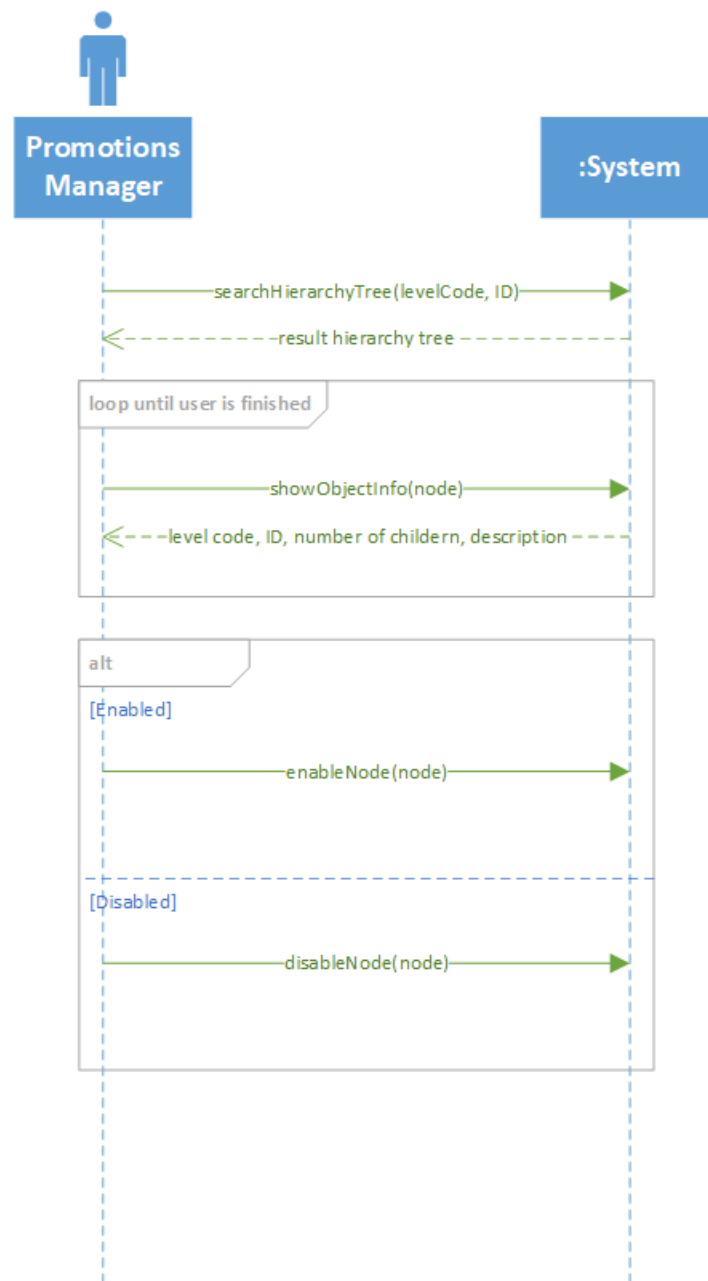 Promotions
Manager
:System
searchHierarchyTree(levelCode, ID)
result hierarchy tree
loop until user is finished
showObjectInfo(node)
level code, ID, number of childern, description
alt
[Enabled]
enableNode(node)
[Disabled]
disableNode(node)